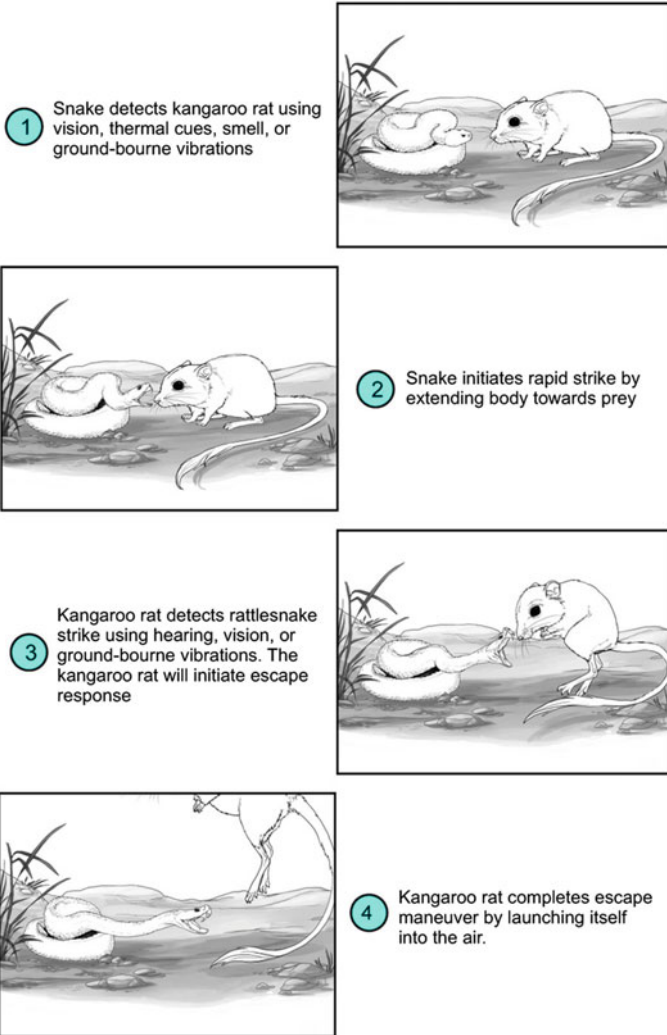 1
Snake detects kangaroo rat using
vision, thermal cues, smell, or
ground-bourne vibrations
2
Snake initiates rapid strike by
extending body towards prey
3
Kangaroo rat detects rattlesnake
strike using hearing, vision, or
ground-bourne vibrations. The
kangaroo rat will initiate escape
response
4
Kangaroo rat completes escape
maneuver by launching itself
into the air.